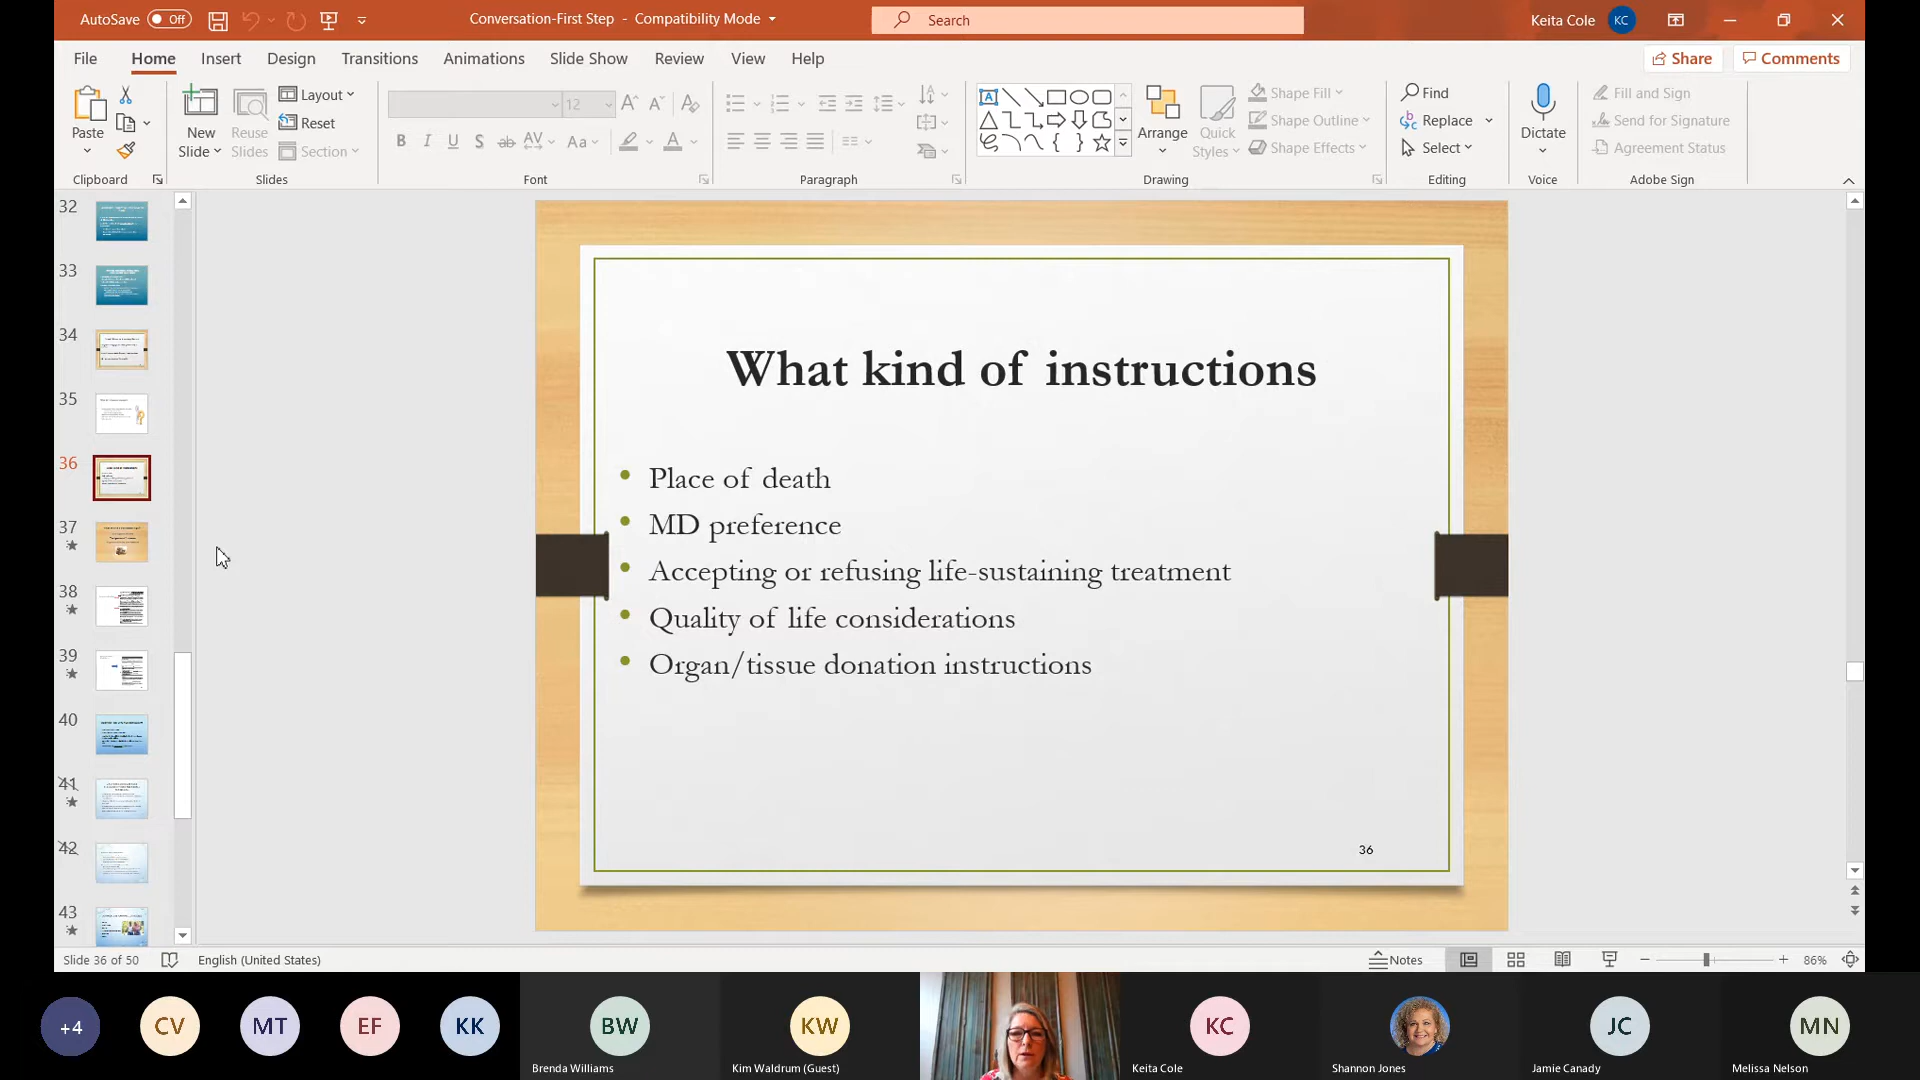 AutoSave Off
Conversation-First Step - Compatibility Mode
Search
Keita Cole KC
File Home Insert Design Transitions Animations Slide Show Review View Help
Share Comments
Paste
Clipboard
New Slide
Reuse Slides
Layout
Reset
Section
Slides
12
B I U S ab AV Aa A
Font
Paragraph
Arrange
Quick Styles
Shape Fill
Shape Outline
Shape Effects
Drawing
Find
Replace
Select
Editing
Dictate
Voice
Fill and Sign
Send for Signature
Agreement Status
Adobe Sign
32
33
34
35
36
37
38
39
40
41
42
43
What kind of instructions
Place of death
MD preference
Accepting or refusing life-sustaining treatment
Quality of life considerations
Organ/tissue donation instructions
36
Slide 36 of 50 English (United States)
Notes 86%
+4 CV MT EF KK BW KW KC JC MN
Brenda Williams Kim Waldrum (Guest) Keita Cole Shannon Jones Jamie Canady Melissa Nelson